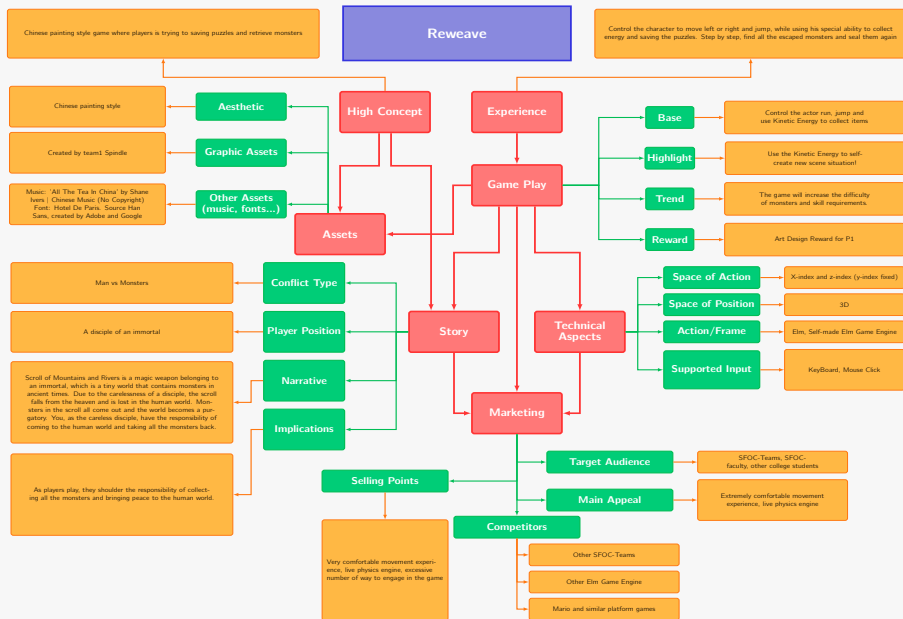 Chinese painting style game where players is trying to saving puzzles and retrieve monsters
Reweave
Control the character to move left or right and jump, while using his special ability to collect
energy and saving the puzzles. Step by step, find all the escaped monsters and seal them again
Chinese painting style
Aesthetic
High Concept
Experience
Base
Control the actor run, jump and
use Kinetic Energy to collect items
Created by team1 Spindle
Graphic Assets
Highlight
Use the Kinetic Energy to self-
create new scene situation!
Music: 'All The Tea In China' by Shane
Ivers | Chinese Music (No Copyright)
Font: Hotel De Paris. Source Han
Sans, created by Adobe and Google
Other Assets
(music, fonts...)
Game Play
Trend
The game will increase the difficulty
of monsters and skill requirements.
Assets
Reward
Art Design Reward for P1
Man vs Monsters
Conflict Type
Space of Action
X-index and z-index (y-index fixed)
Space of Position
3D
A disciple of an immortal
Player Position
Story
Technical
Aspects
Action/Frame
Elm, Self-made Elm Game Engine
Supported Input
KeyBoard, Mouse Click
Scroll of Mountains and Rivers is a magic weapon belonging to
an immortal, which is a tiny world that contains monsters in
ancient times. Due to the carelessness of a disciple, the scroll
falls from the heaven and is lost in the human world. Mon-
sters in the scroll all come out and the world becomes a pur-
gatory. You, as the careless disciple, have the responsibility of
coming to the human world and taking all the monsters back.
Narrative
Marketing
Implications
As players play, they shoulder the responsibility of collect-
ing all the monsters and bringing peace to the human world.
Target Audience
SFOC-Teams, SFOC-
faculty, other college students
Selling Points
Main Appeal
Extremely comfortable movement
experience, live physics engine
Competitors
Very comfortable movement experi-
ence, live physics engine, excessive
number of way to engage in the game
Other SFOC-Teams
Other Elm Game Engine
Mario and similar platform games